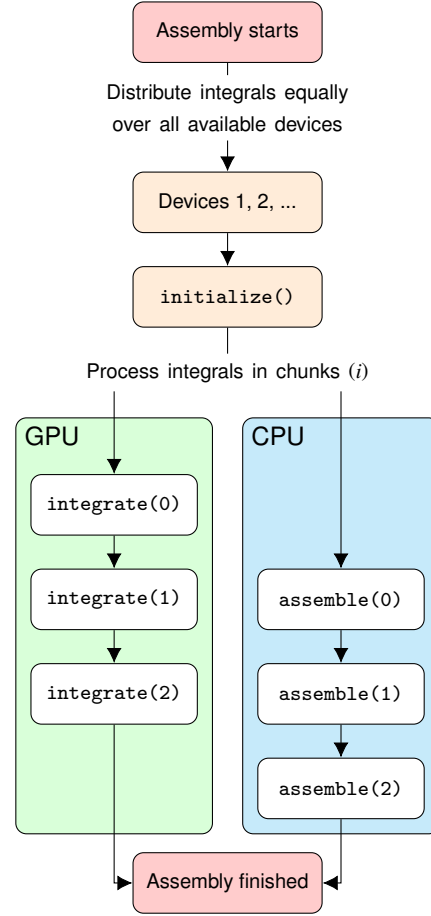 Assembly starts
Distribute integrals equally
over all available devices
Devices 1, 2, ...
initialize()
Process integrals in chunks (i)
GPU
integrate(0)
integrate(1)
integrate(2)
CPU
assemble(0)
assemble(1)
assemble(2)
Assembly finished